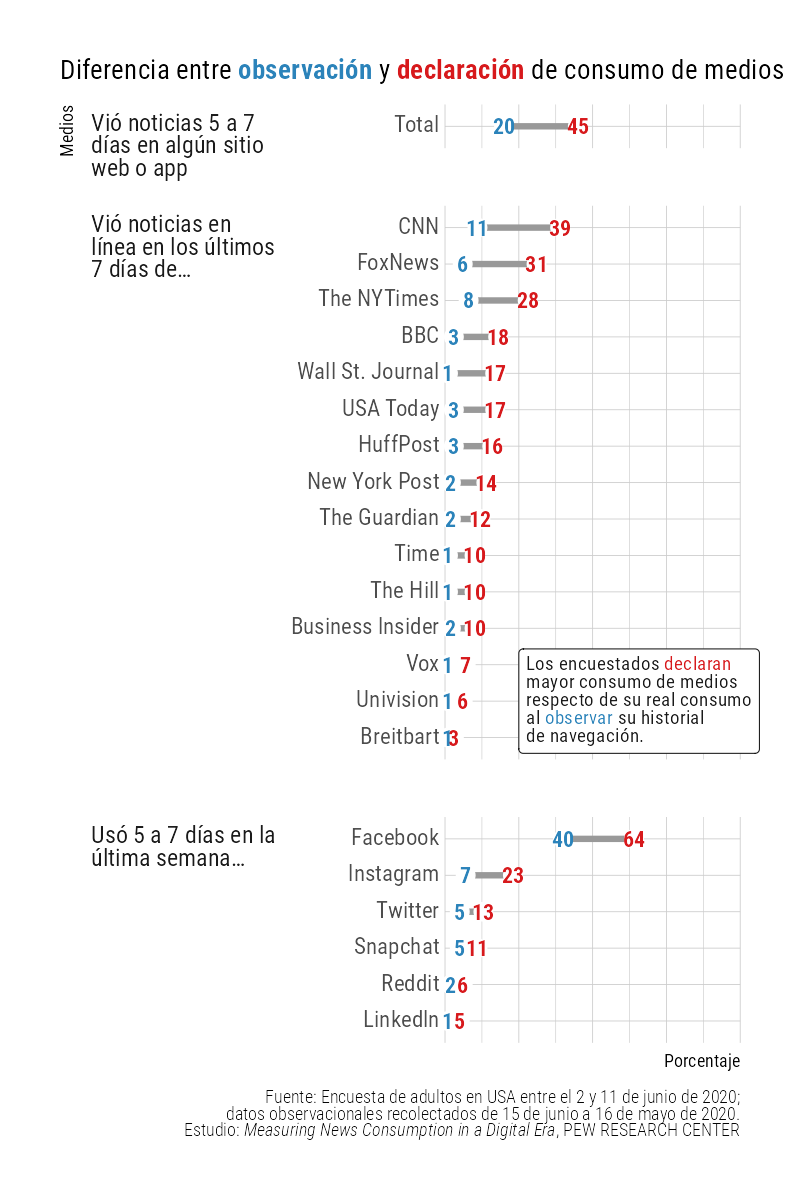 Diferencia entre observación y declaración de consumo de medios
Medios
Vió noticias 5 a 7
días en algún sitio
web o app
Total 20 45
Vió noticias en
línea en los últimos
7 días de...
CNN 11 39
FoxNews 6 31
The NYTimes 8 28
BBC 3 18
Wall St. Journal 1 17
USA Today 3 17
HuffPost 3 16
New York Post 2 14
The Guardian 2 12
Time 1 10
The Hill 1 10
Business Insider 2 10
Vox 1 7
Univision 1 6
Breitbart 1 3
Los encuestados declaran
mayor consumo de medios
respecto de su real consumo
al observar su historial
de navegación.
Usó 5 a 7 días en la
última semana...
Facebook 40 64
Instagram 7 23
Twitter 5 13
Snapchat 5 11
Reddit 2 6
LinkedIn 1 5
Porcentaje
Fuente: Encuesta de adultos en USA entre el 2 y 11 de junio de 2020;
datos observacionales recolectados de 15 de junio a 16 de mayo de 2020.
Estudio: Measuring News Consumption in a Digital Era, PEW RESEARCH CENTER